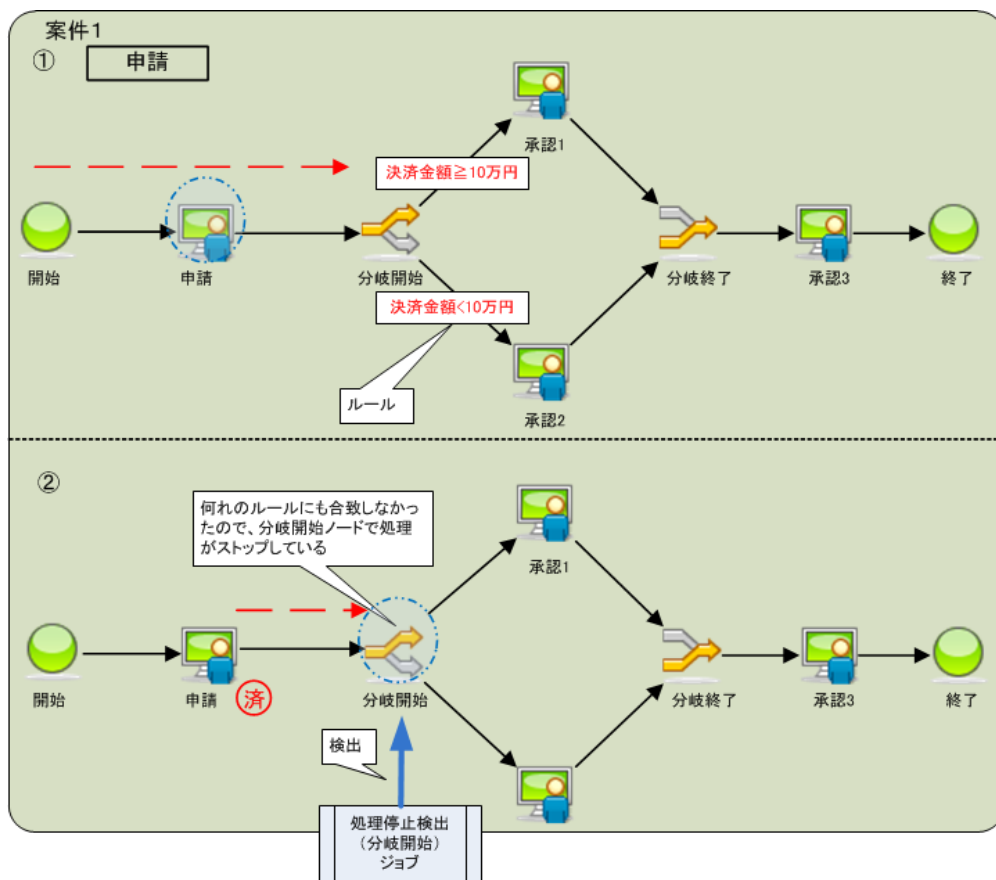 案件1
①
申請
承認1
決済金額≧10万円
開始
申請
分岐開始
分岐終了
承認3
終了
決済金額<10万円
ルール
承認2
②
何れのルールにも合致しなかっ
たので、分岐開始ノードで処理
がストップしている
承認1
開始
申請
済
分岐開始
分岐終了
承認3
終了
検出
処理停止検出
(分岐開始)
ジョブ